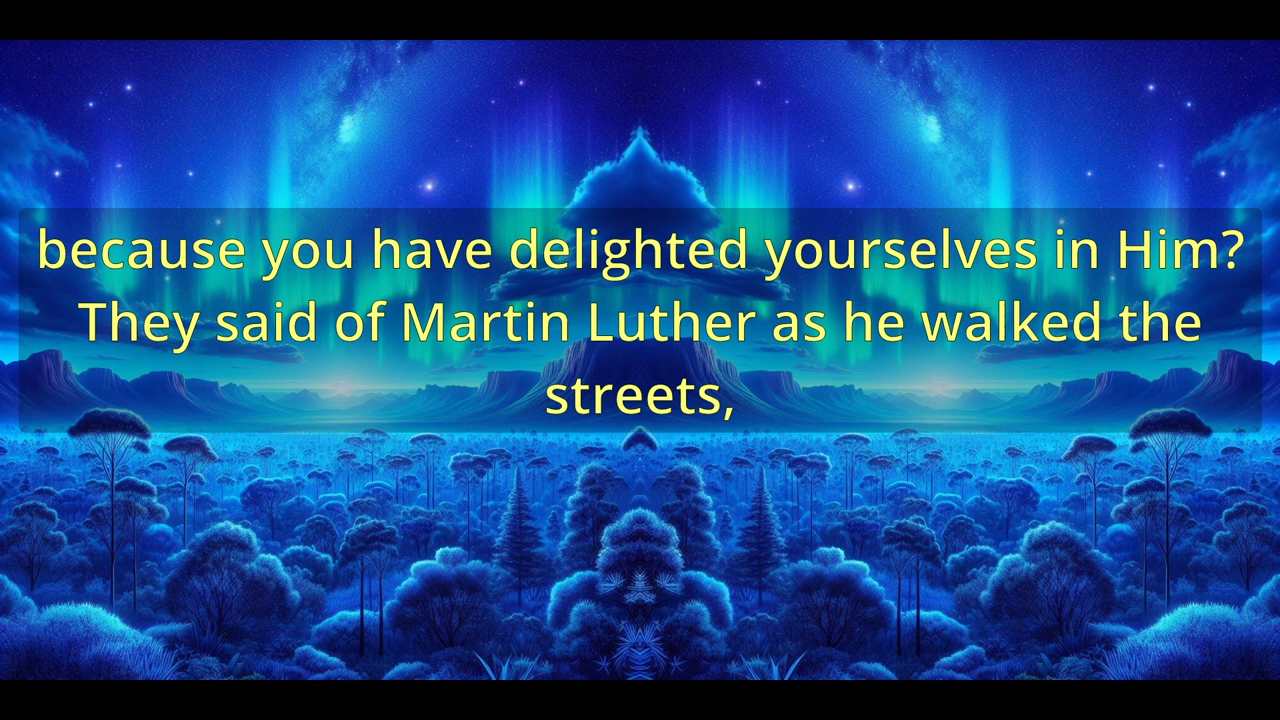 because you have delighted yourselves in Him?
They said of Martin Luther as he walked the
streets,